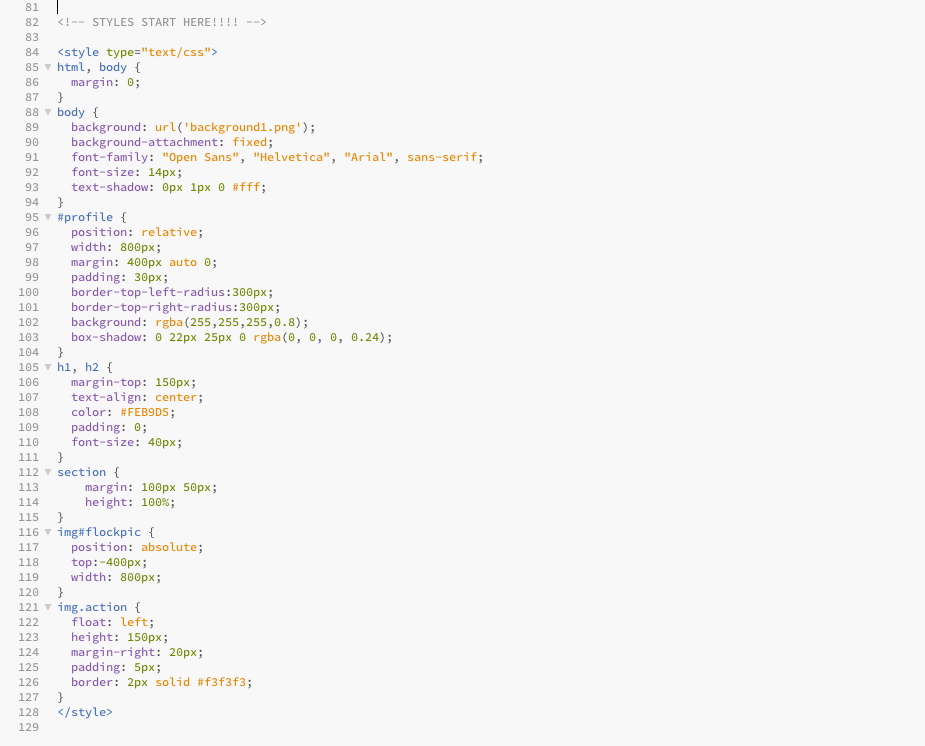 81
82 <!-- STYLES START HERE!!!! -->
83
84 <style type="text/css">
85 html, body {
86   margin: 0;
87 }
88 body {
89   background: url('background1.png');
90   background-attachment: fixed;
91   font-family: "Open Sans", "Helvetica", "Arial", sans-serif;
92   font-size: 14px;
93   text-shadow: 0px 1px 0 #fff;
94 }
95 #profile {
96   position: relative;
97   width: 800px;
98   margin: 400px auto 0;
99   padding: 30px;
100   border-top-left-radius:300px;
101   border-top-right-radius:300px;
102   background: rgba(255,255,255,0.8);
103   box-shadow: 0 22px 25px 0 rgba(0, 0, 0, 0.24);
104 }
105 h1, h2 {
106   margin-top: 150px;
107   text-align: center;
108   color: #FEB9D5;
109   padding: 0;
110   font-size: 40px;
111 }
112 section {
113     margin: 100px 50px;
114     height: 100%;
115 }
116 img#flockpic {
117   position: absolute;
118   top:-400px;
119   width: 800px;
120 }
121 img.action {
122   float: left;
123   height: 150px;
124   margin-right: 20px;
125   padding: 5px;
126   border: 2px solid #f3f3f3;
127 }
128 </style>
129